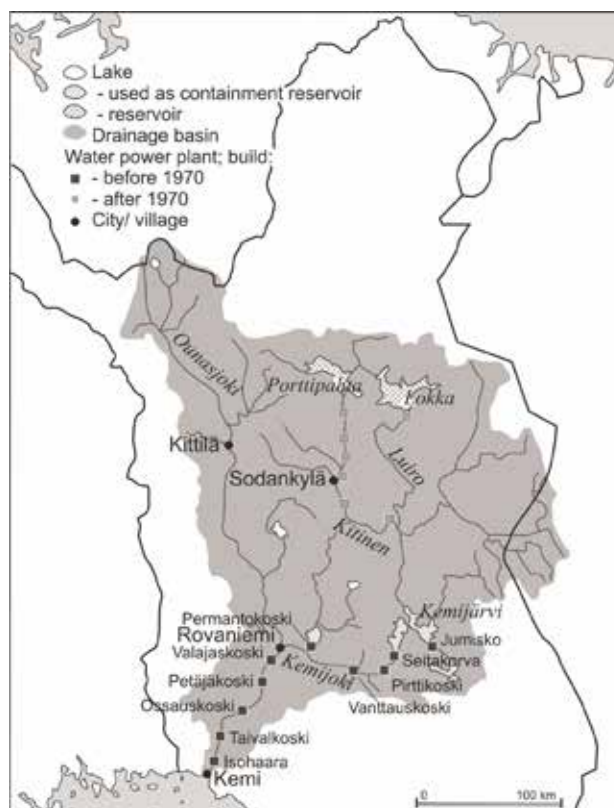 Lake
- used as containment reservoir
- reservoir
Drainage basin
Water power plant; build:
- before 1970
- after 1970
City/ village
Ounasjoki
Porttipahta
Lokka
Kittilä
Luiro
Sodankylä
Kitinen
Kemijärvi
Permantokoski
Rovaniemi
Jumisko
Valajaskoski
Seitakorva
Kemijoki
Petäjäkoski
Pirttikoski
Ossauskoski
Vanttauskoski
Taivalkoski
Isohaara
Kemi
0 100 km